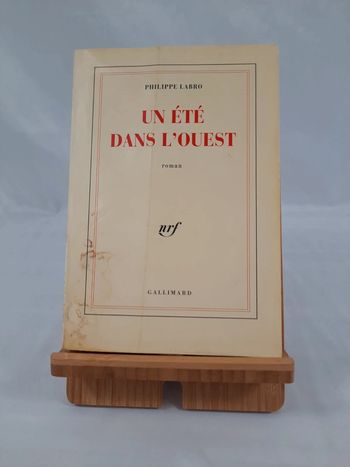 PHILIPPE LABRO
UN ÉTÉ
DANS L'OUEST
roman
nrf
GALLIMARD